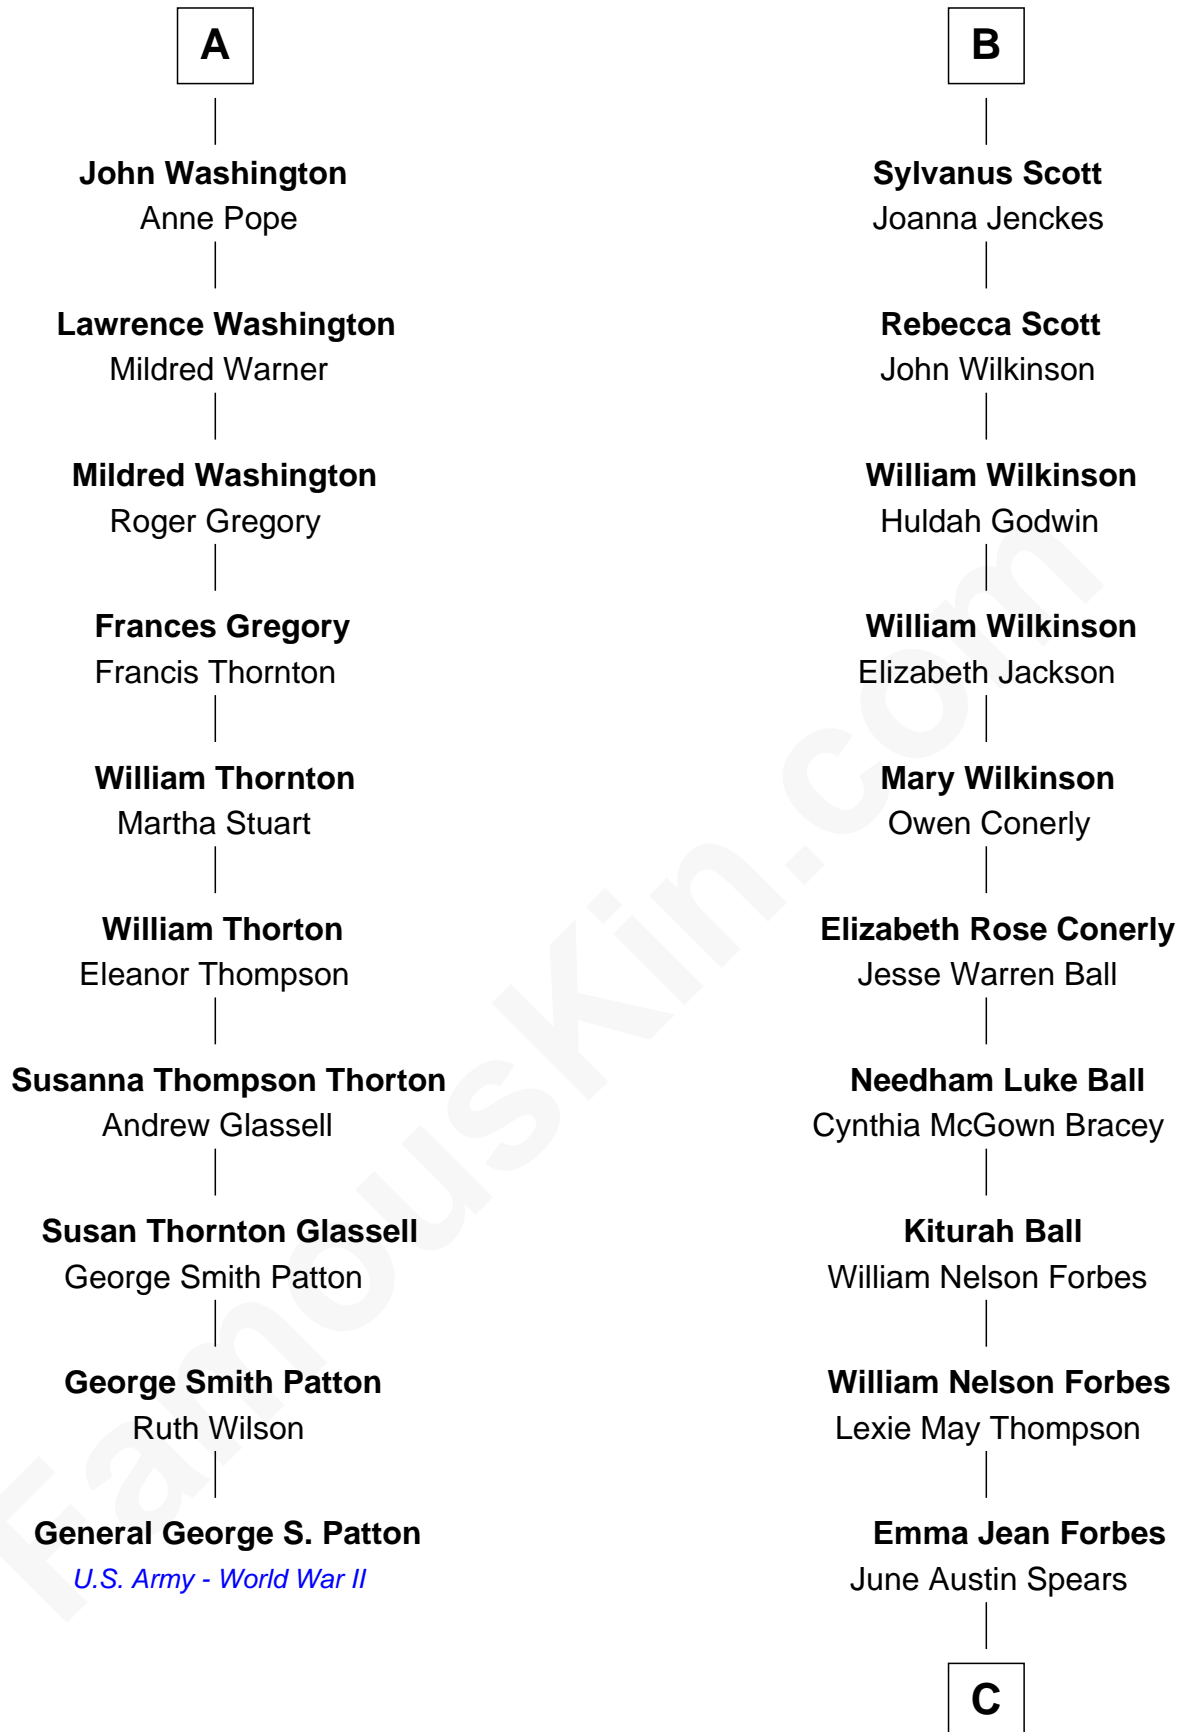 A
John Washington
Anne Pope
Lawrence Washington
Mildred Warner
Mildred Washington
Roger Gregory
Frances Gregory
Francis Thornton
William Thornton
Martha Stuart
William Thorton
Eleanor Thompson
Susanna Thompson Thorton
Andrew Glassell
Susan Thornton Glassell
George Smith Patton
George Smith Patton
Ruth Wilson
General George S. Patton
U.S. Army - World War II
B
Sylvanus Scott
Joanna Jenckes
Rebecca Scott
John Wilkinson
William Wilkinson
Huldah Godwin
William Wilkinson
Elizabeth Jackson
Mary Wilkinson
Owen Conerly
Elizabeth Rose Conerly
Jesse Warren Ball
Needham Luke Ball
Cynthia McGown Bracey
Kiturah Ball
William Nelson Forbes
William Nelson Forbes
Lexie May Thompson
Emma Jean Forbes
June Austin Spears
C
FamousKin.com